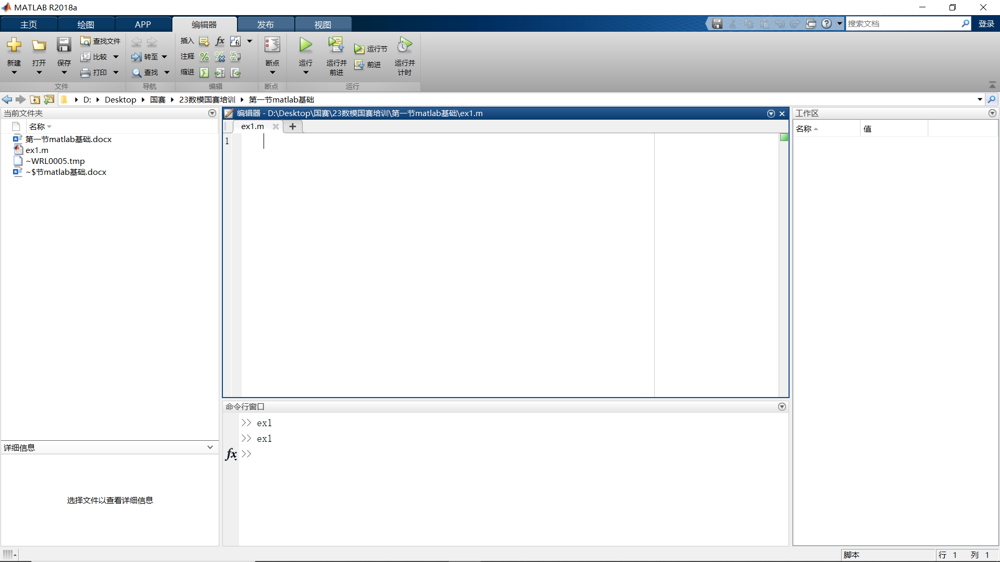 MATLAB R2018a
主页 绘图 APP 编辑器 发布 视图 搜索文档 登录
新建 打开 保存 查找文件 比较 打印
转至 查找
插入 fx fi
注释 % % %
缩进
断点 运行 运行并前进 运行节 前进 运行并计时
文件 导航 编辑 断点 运行
D: Desktop 国赛 23数模国赛培训 第一节matlab基础
当前文件夹
名称
第一节matlab基础.docx
ex1.m
~WRL0005.tmp
~$节matlab基础.docx
详细信息
选择文件以查看详细信息
编辑器 - D:\Desktop\国赛\23数模国赛培训\第一节matlab基础\ex1.m
ex1.m +
1
命令行窗口
>> ex1
>> ex1
fx >>
工作区
名称 值
脚本 行 1 列 1